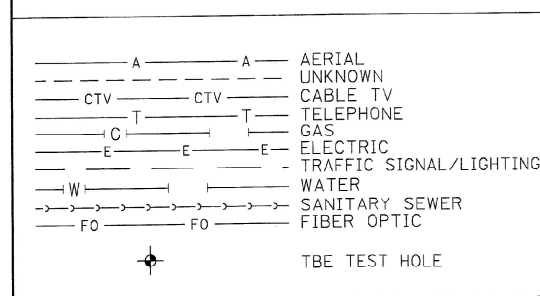 A A AERIAL
UNKNOWN
CTV CTV CABLE TV
T T TELEPHONE
C GAS
E E E ELECTRIC
TRAFFIC SIGNAL/LIGHTING
W WATER
SANITARY SEWER
FO FO FIBER OPTIC
TBE TEST HOLE